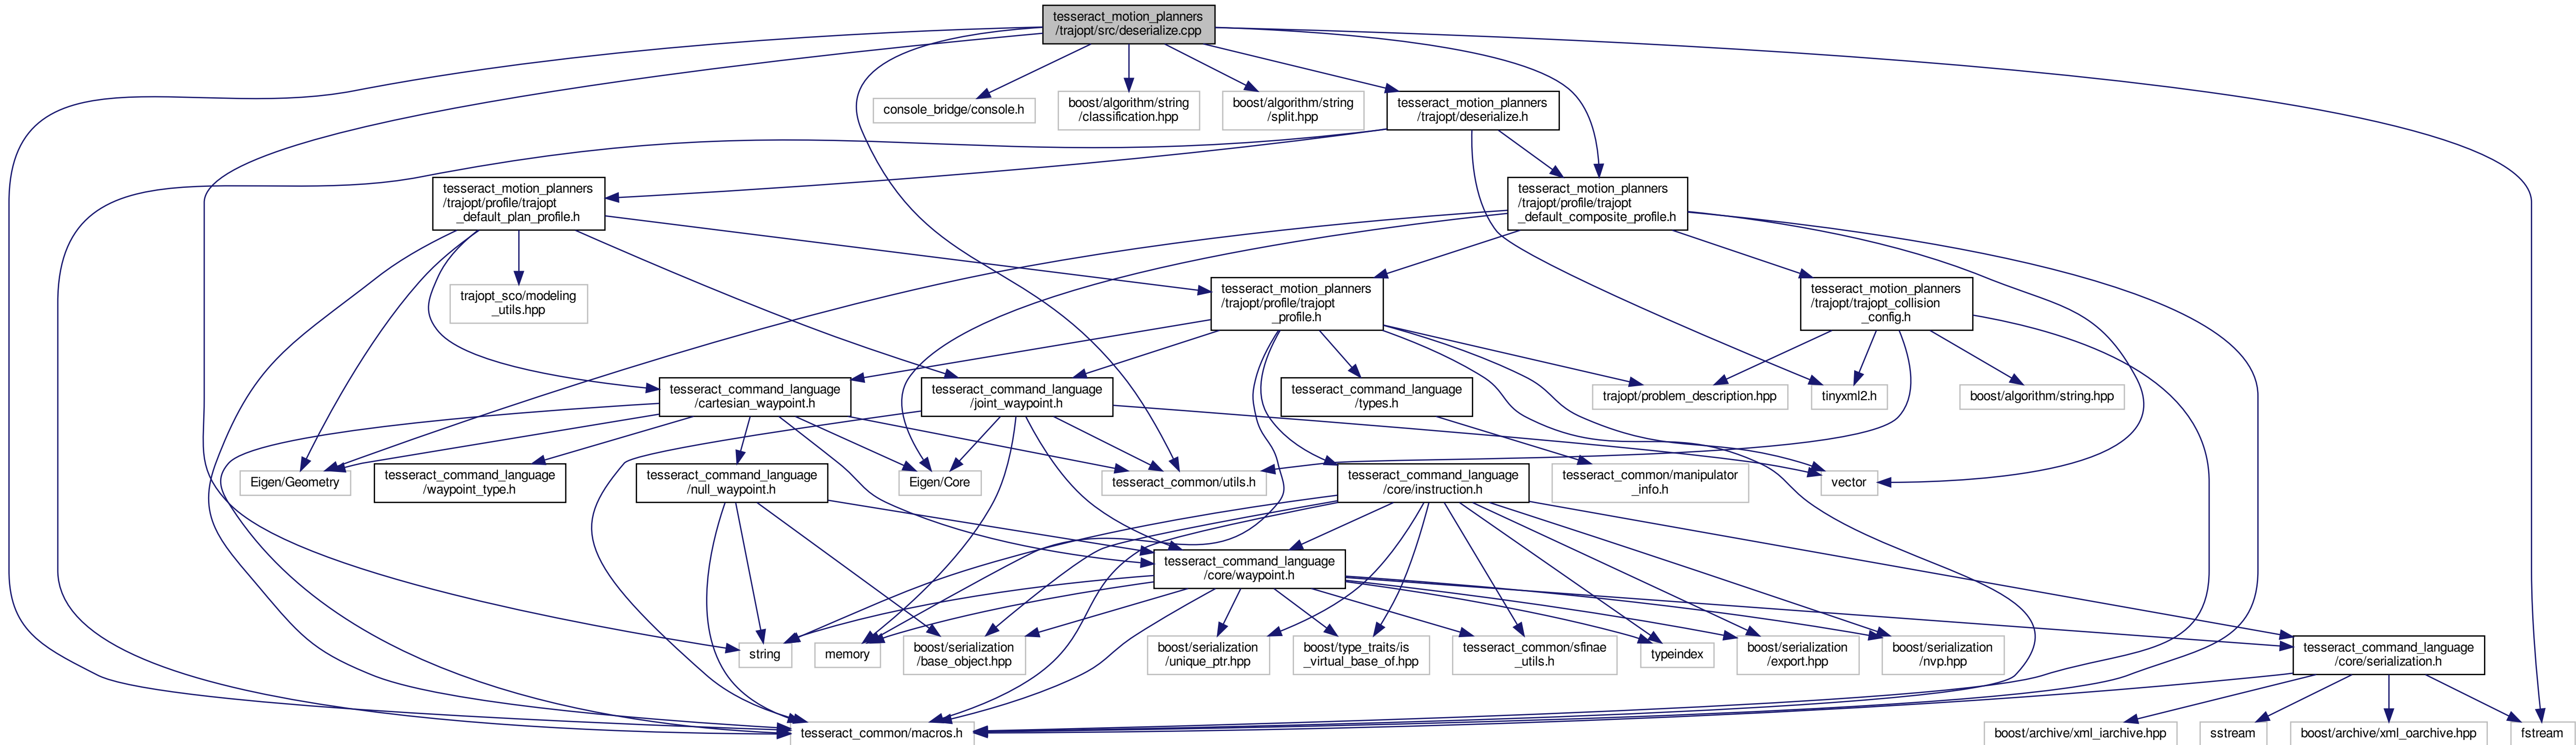 tesseract_motion_planners
/trajopt/src/deserialize.cpp
console_bridge/console.h
boost/algorithm/string
/classification.hpp
boost/algorithm/string
/split.hpp
tesseract_motion_planners
/trajopt/deserialize.h
tesseract_motion_planners
/trajopt/profile/trajopt
_default_plan_profile.h
tesseract_motion_planners
/trajopt/profile/trajopt
_default_composite_profile.h
trajopt_sco/modeling
_utils.hpp
tesseract_motion_planners
/trajopt/profile/trajopt
_profile.h
tesseract_motion_planners
/trajopt/trajopt_collision
_config.h
tesseract_command_language
/cartesian_waypoint.h
tesseract_command_language
/joint_waypoint.h
tesseract_command_language
/types.h
trajopt/problem_description.hpp
tinyxml2.h
boost/algorithm/string.hpp
Eigen/Geometry
tesseract_command_language
/waypoint_type.h
tesseract_command_language
/null_waypoint.h
Eigen/Core
tesseract_common/utils.h
tesseract_command_language
/core/instruction.h
tesseract_common/manipulator
_info.h
vector
tesseract_command_language
/core/waypoint.h
string
memory
boost/serialization
/base_object.hpp
boost/serialization
/unique_ptr.hpp
boost/type_traits/is
_virtual_base_of.hpp
tesseract_common/sfinae
_utils.h
typeindex
boost/serialization
/export.hpp
boost/serialization
/nvp.hpp
tesseract_command_language
/core/serialization.h
tesseract_common/macros.h
boost/archive/xml_iarchive.hpp
sstream
boost/archive/xml_oarchive.hpp
fstream